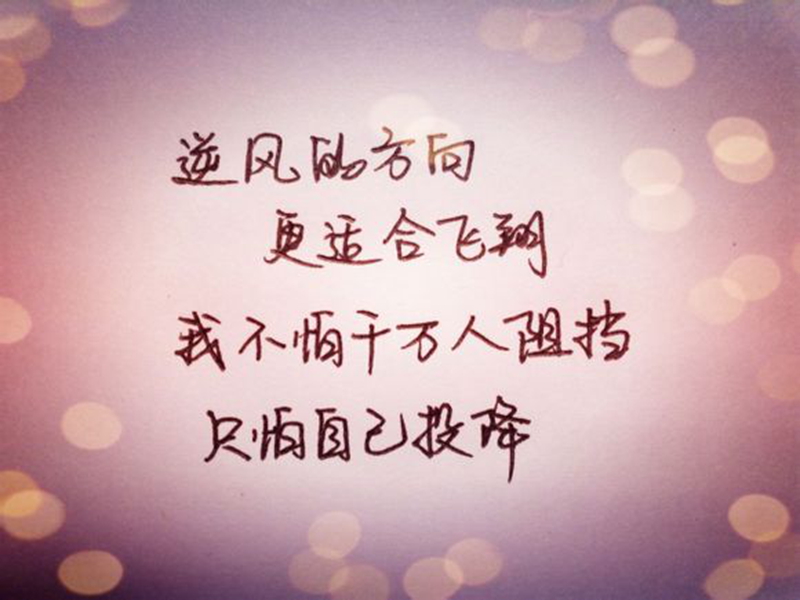 逆风的方向
更适合飞翔
我不怕千万人阻挡
只怕自己投降